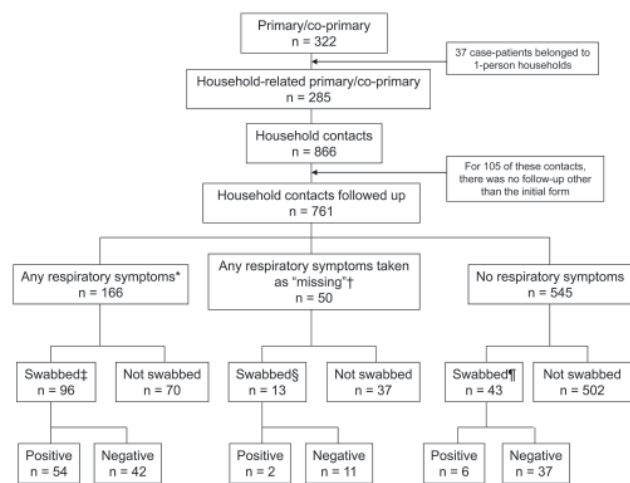 Primary/co-primary
n = 322
37 case-patients belonged to
1-person households
Household-related primary/co-primary
n = 285
Household contacts
n = 866
For 105 of these contacts,
there was no follow-up other
than the initial form
Household contacts followed up
n = 761
Any respiratory symptoms*
n = 166
Any respiratory symptoms taken
as "missing"†
n = 50
No respiratory symptoms
n = 545
Swabbed‡
n = 96
Not swabbed
n = 70
Swabbed§
n = 13
Not swabbed
n = 37
Swabbed¶
n = 43
Not swabbed
n = 502
Positive
n = 54
Negative
n = 42
Positive
n = 2
Negative
n = 11
Positive
n = 6
Negative
n = 37